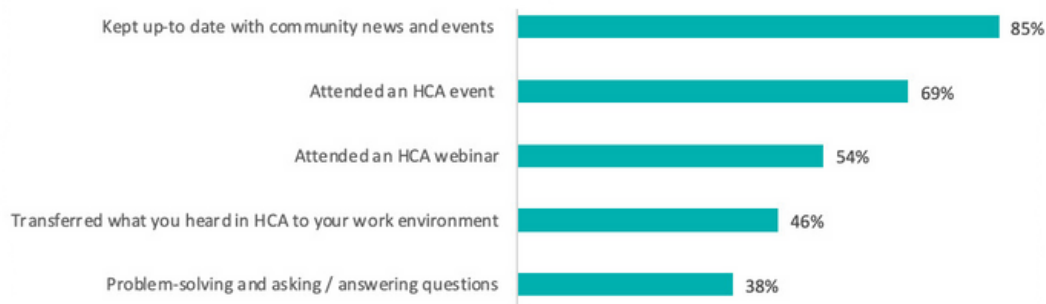 Kept up-to date with community news and events 85%
Attended an HCA event 69%
Attended an HCA webinar 54%
Transferred what you heard in HCA to your work environment 46%
Problem-solving and asking / answering questions 38%